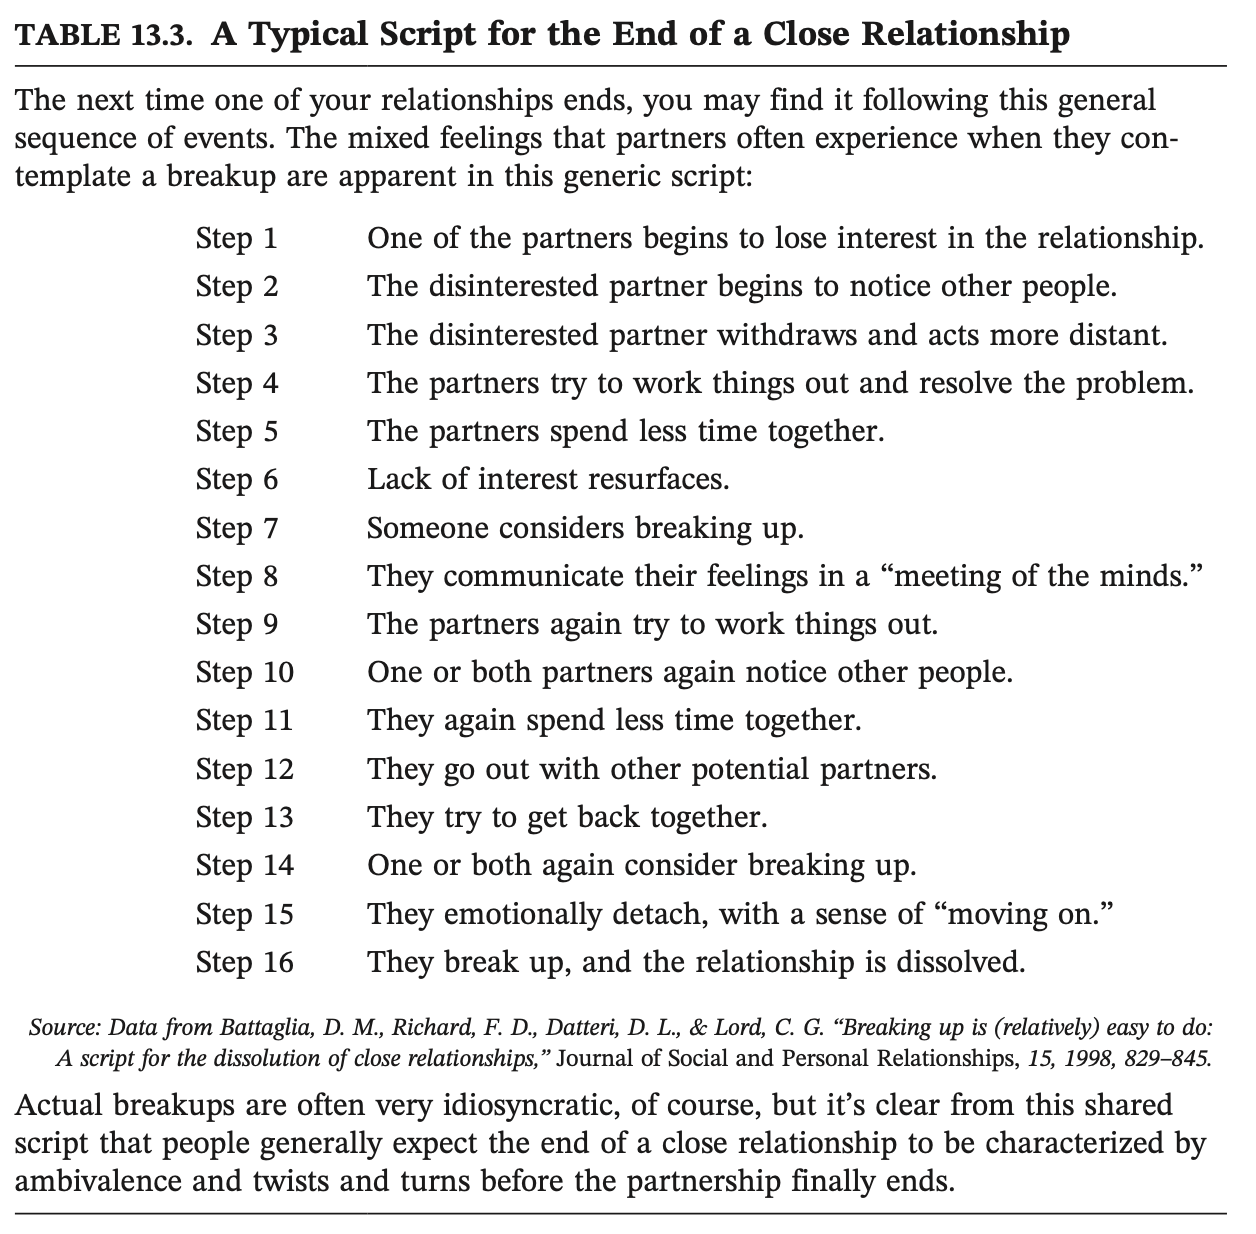 TABLE 13.3. A Typical Script for the End of a Close Relationship
The next time one of your relationships ends, you may find it following this general
sequence of events. The mixed feelings that partners often experience when they con-
template a breakup are apparent in this generic script:
Step 1 One of the partners begins to lose interest in the relationship.
Step 2 The disinterested partner begins to notice other people.
Step 3 The disinterested partner withdraws and acts more distant.
Step 4 The partners try to work things out and resolve the problem.
Step 5 The partners spend less time together.
Step 6 Lack of interest resurfaces.
Step 7 Someone considers breaking up.
Step 8 They communicate their feelings in a “meeting of the minds.”
Step 9 The partners again try to work things out.
Step 10 One or both partners again notice other people.
Step 11 They again spend less time together.
Step 12 They go out with other potential partners.
Step 13 They try to get back together.
Step 14 One or both again consider breaking up.
Step 15 They emotionally detach, with a sense of “moving on.”
Step 16 They break up, and the relationship is dissolved.
Source: Data from Battaglia, D. M., Richard, F. D., Datteri, D. L., & Lord, C. G. “Breaking up is (relatively) easy to do:
A script for the dissolution of close relationships,” Journal of Social and Personal Relationships, 15, 1998, 829–845.
Actual breakups are often very idiosyncratic, of course, but it’s clear from this shared
script that people generally expect the end of a close relationship to be characterized by
ambivalence and twists and turns before the partnership finally ends.